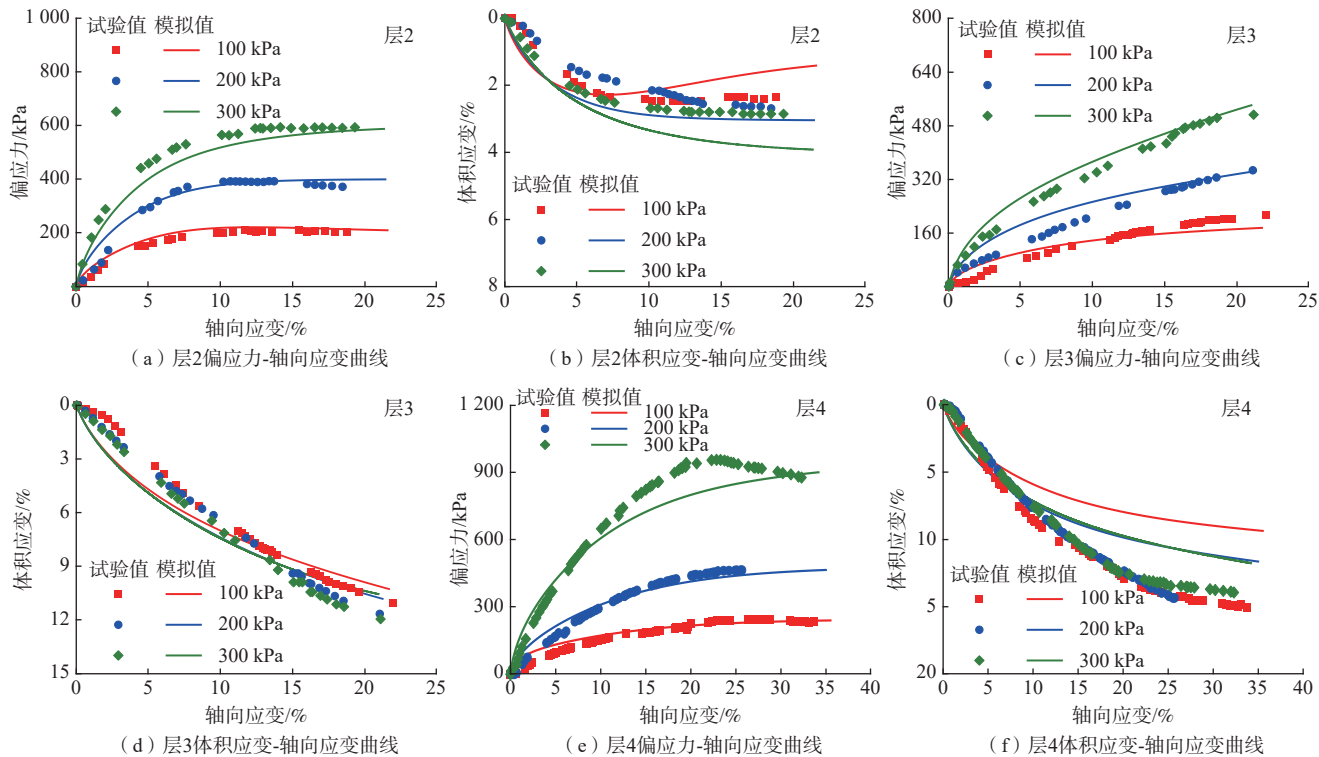 1 000
800
600
400
200
0
5
10
15
20
25
偏应力/kPa
轴向应变/%
试验值 模拟值
100 kPa
200 kPa
300 kPa
层2
（a）层2偏应力-轴向应变曲线
0
2
4
6
8
0
5
10
15
20
25
体积应变/%
轴向应变/%
层2
试验值 模拟值
100 kPa
200 kPa
300 kPa
（b）层2体积应变-轴向应变曲线
800
640
480
320
160
0
5
10
15
20
25
偏应力/kPa
轴向应变/%
试验值 模拟值
100 kPa
200 kPa
300 kPa
层3
（c）层3偏应力-轴向应变曲线
0
3
6
9
12
15
0
5
10
15
20
25
体积应变/%
轴向应变/%
层3
试验值 模拟值
100 kPa
200 kPa
300 kPa
（d）层3体积应变-轴向应变曲线
1 200
900
600
300
0
0
5
10
15
20
25
30
35
40
偏应力/kPa
轴向应变/%
试验值 模拟值
100 kPa
200 kPa
300 kPa
层4
（e）层4偏应力-轴向应变曲线
0
5
10
5
20
0
5
10
15
20
25
30
35
40
体积应变/%
轴向应变/%
层4
试验值 模拟值
100 kPa
200 kPa
300 kPa
（f）层4体积应变-轴向应变曲线